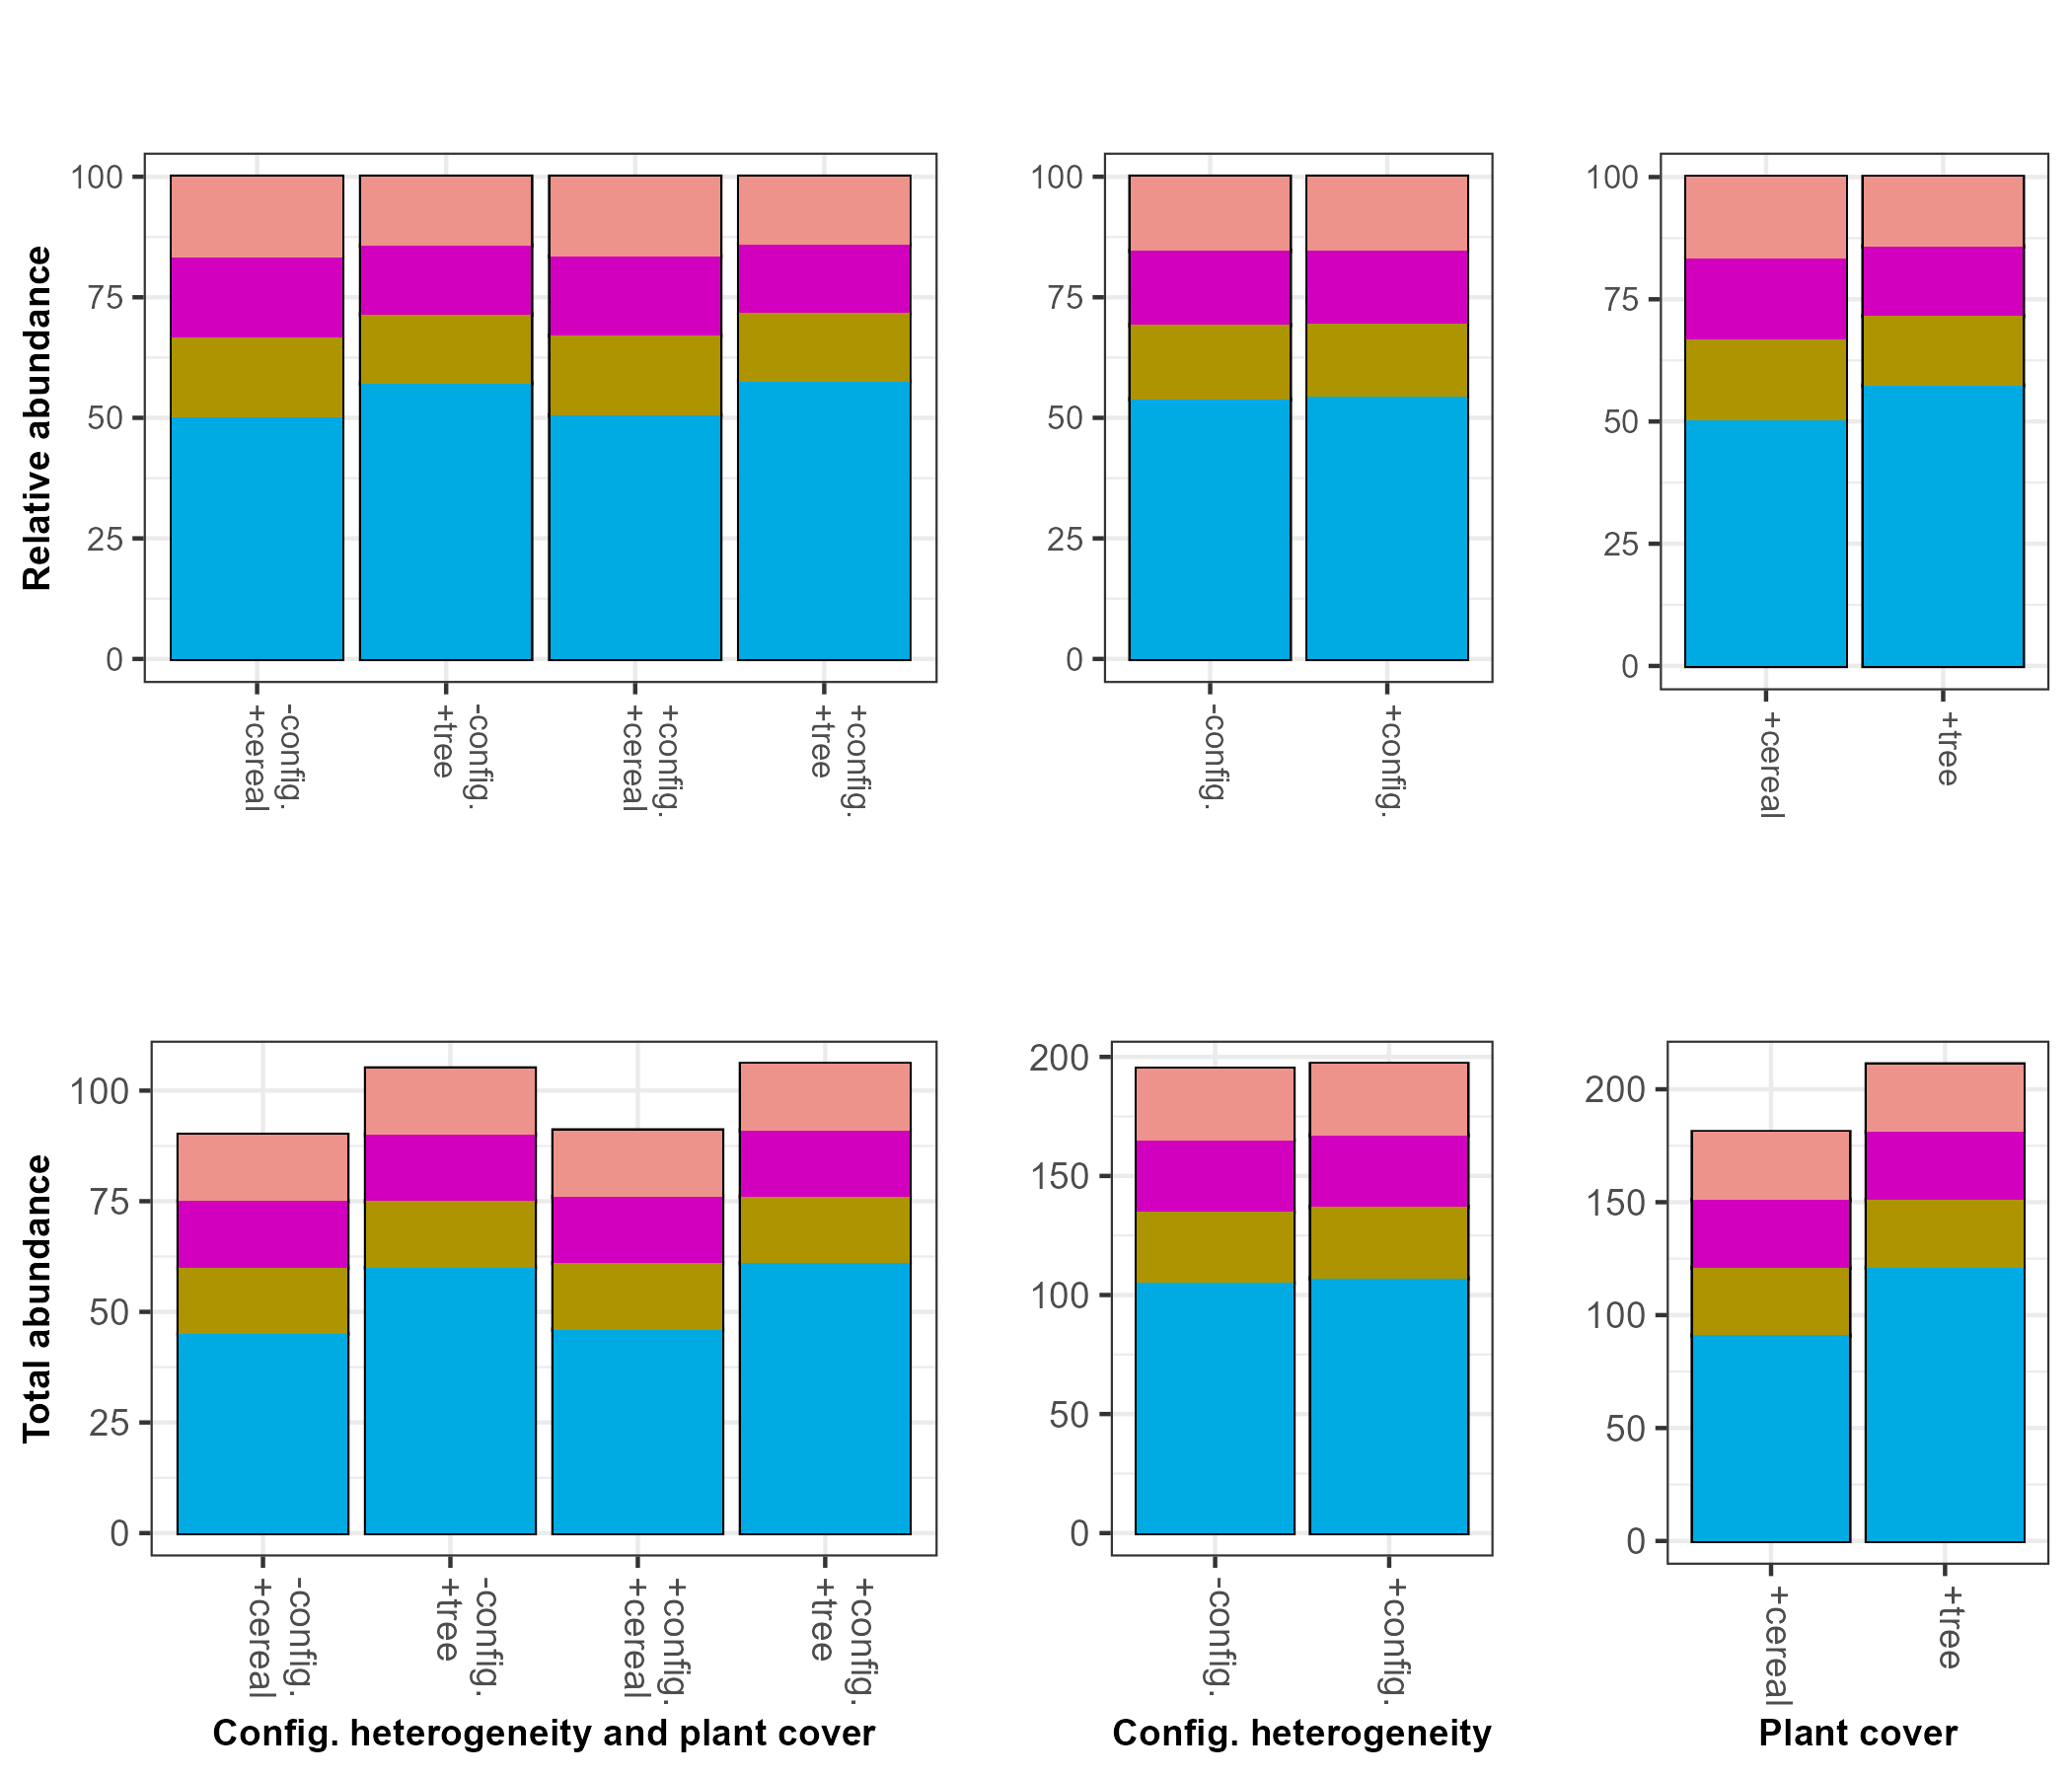 Relative abundance
100
75
50
25
0
-config.
+cereal
-config.
+tree
+config.
+cereal
+config.
+tree
100
75
50
25
0
-config.
+config.
100
75
50
25
0
+cereal
+tree
Total abundance
100
75
50
25
0
-config.
+cereal
-config.
+tree
+config.
+cereal
+config.
+tree
Config. heterogeneity and plant cover
200
150
100
50
0
-config.
+config.
Config. heterogeneity
200
150
100
50
0
+cereal
+tree
Plant cover